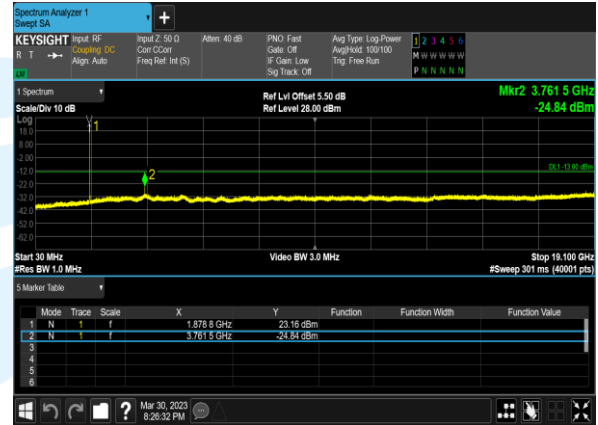 Spectrum Analyzer 1
Swept SA
KEYSIGHT Input: RF Input Z: 50 Ω Atten: 40 dB PNO: Fast Avg Type: Log-Power 1 2 3 4 5 6
R T Coupling: DC Corr CCorr Gate: Off Avg|Hold: 100/100 M W W W W W
Align: Auto Freq Ref: Int (S) IF Gain: Low Trig: Free Run P N N N N N
LNI Sig Track: Off
1 Spectrum Ref Lvl Offset 5.50 dB Mkr2 3.761 5 GHz
Scale/Div 10 dB Ref Level 28.00 dBm -24.84 dBm
Log
1
18.0
8.00
-2.00
DL1 -13.00 dBm
-12.0
2
-22.0
-32.0
-42.0
-52.0
-62.0
Start 30 MHz Video BW 3.0 MHz Stop 19.100 GHz
#Res BW 1.0 MHz #Sweep 301 ms (40001 pts)
5 Marker Table
Mode Trace Scale X Y Function Function Width Function Value
1 N 1 f 1.878 8 GHz 23.16 dBm
2 N 1 f 3.761 5 GHz -24.84 dBm
3
4
5
6
? Mar 30, 2023
8:26:32 PM